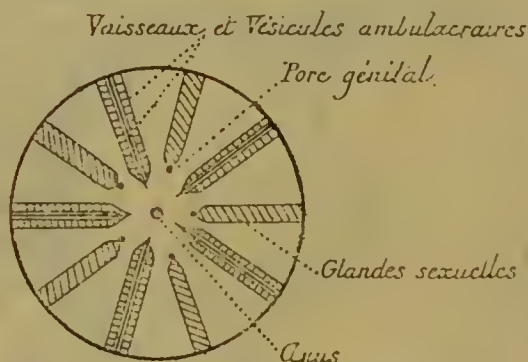 Vaisseaux et Vésicules ambulacraires
Pore génital.
Glandes sexuelles
Anus